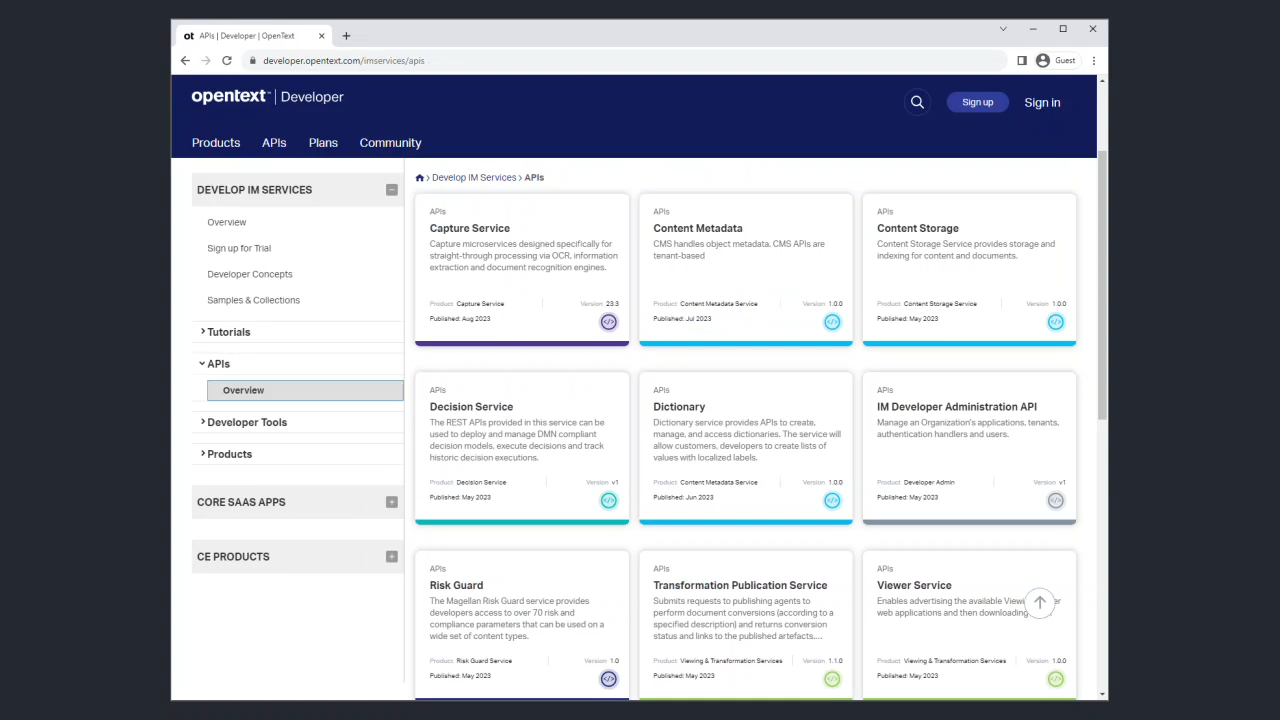 ot APIs | Developer | OpenText
developer.opentext.com/imservices/apis
Guest
opentext™ | Developer
Sign up
Sign in
Products APIs Plans Community
DEVELOP IM SERVICES
Overview
Sign up for Trial
Developer Concepts
Samples & Collections
Tutorials
APIs
Overview
Developer Tools
Products
CORE SAAS APPS
CE PRODUCTS
Develop IM Services > APIs
APIs
Capture Service
Capture microservices designed specifically for
straight-through processing via OCR, information
extraction and document recognition engines.
Product Capture Service Version 23.3
Published: Aug 2023
APIs
Content Metadata
CMS handles object metadata. CMS APIs are
tenant-based
Product Content Metadata Service Version 1.0.0
Published: Jul 2023
APIs
Content Storage
Content Storage Service provides storage and
indexing for content and documents.
Product Content Storage Service Version 1.0.0
Published: May 2023
APIs
Decision Service
The REST APIs provided in this service can be
used to deploy and manage DMN compliant
decision models, execute decisions and track
historic decision executions.
Product Decision Service Version v1
Published: May 2023
APIs
Dictionary
Dictionary service provides APIs to create,
manage, and access dictionaries. The service will
allow customers, developers to create lists of
values with localized labels.
Product Content Metadata Service Version 1.0.0
Published: Jun 2023
APIs
IM Developer Administration API
Manage an Organization's applications, tenants,
authentication handlers and users.
Product Developer Admin Version v1
Published: May 2023
APIs
Risk Guard
The Magellan Risk Guard service provides
developers access to over 70 risk and
compliance parameters that can be used on a
wide set of content types.
Product Risk Guard Service Version 1.0
Published: May 2023
APIs
Transformation Publication Service
Submits requests to publishing agents to
perform document conversions (according to a
specified description) and returns conversion
status and links to the published artefacts,...
Product Viewing & Transformation Services Version 1.1.0
Published: May 2023
APIs
Viewer Service
Enables advertising the available
web applications and then downloading
Product Viewing & Transformation Services Version 1.0.0
Published: May 2023